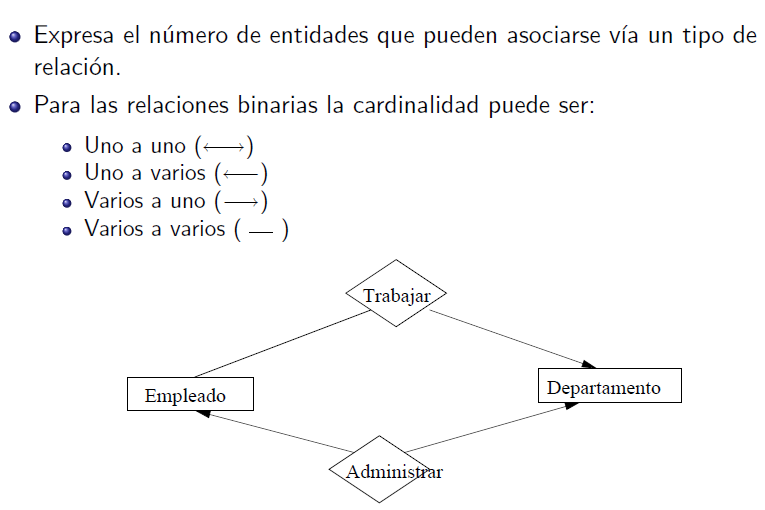 Expresa el número de entidades que pueden asociarse vía un tipo de
relación.
Para las relaciones binarias la cardinalidad puede ser:
Uno a uno (⟷)
Uno a varios (⟵)
Varios a uno (⟶)
Varios a varios ( — )
Trabajar
Empleado
Departamento
Administrar